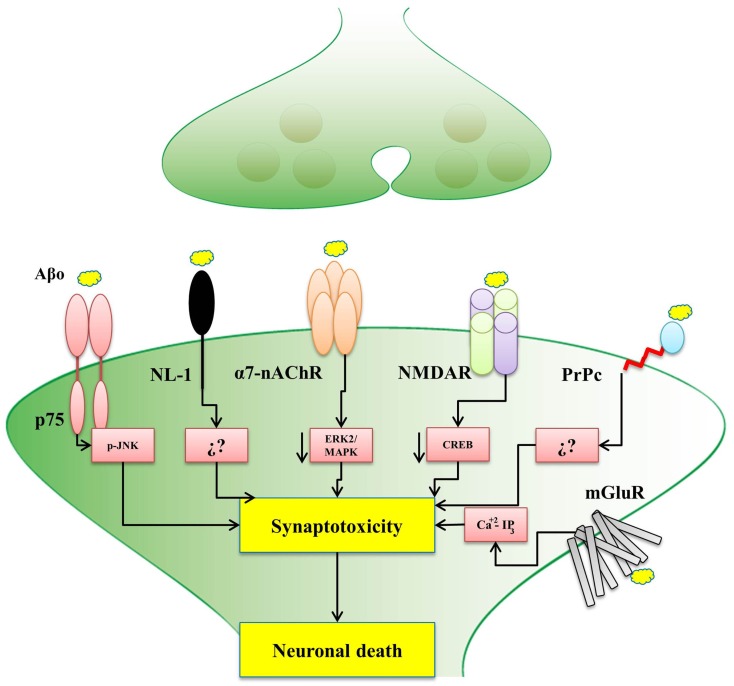 Aβo
NL-1
α7-nAChR
NMDAR
PrPc
p75
p-JNK
¿?
ERK2/
MAPK
CREB
¿?
mGluR
Synaptotoxicity
Ca+2- IP3
Neuronal death